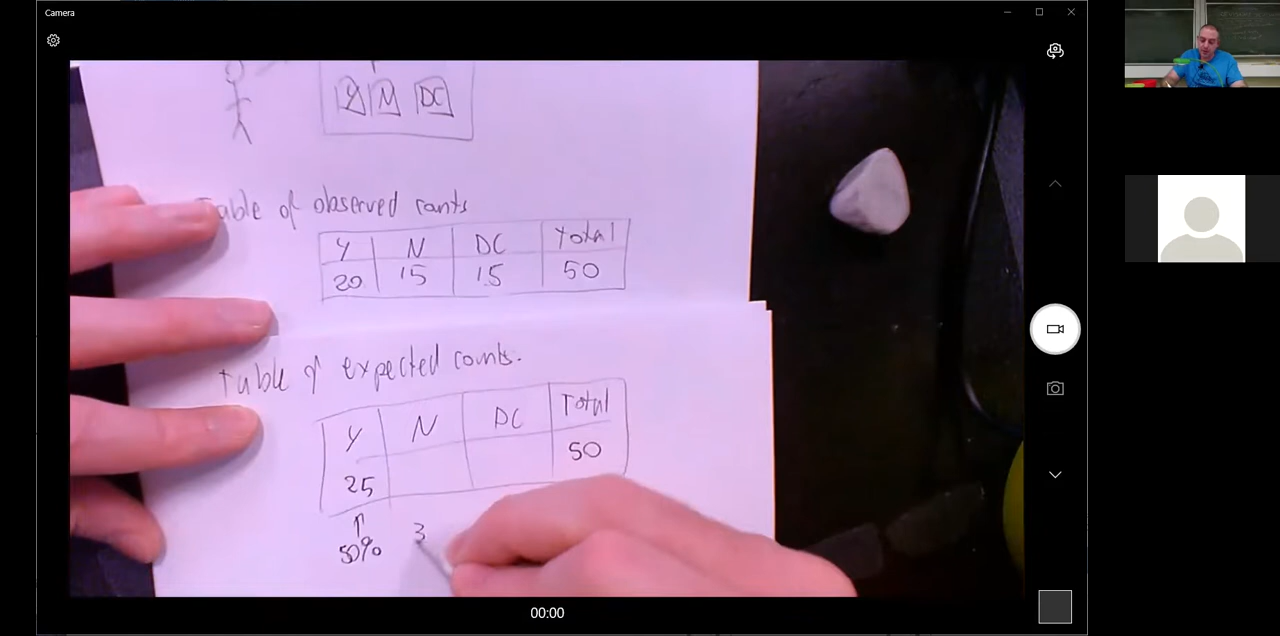 Camera
Y N DC
Table of observed counts
Y N DC Total
20 15 15 50
Table of expected counts.
Y N DC Total
25 50
↑
50% 3
00:00